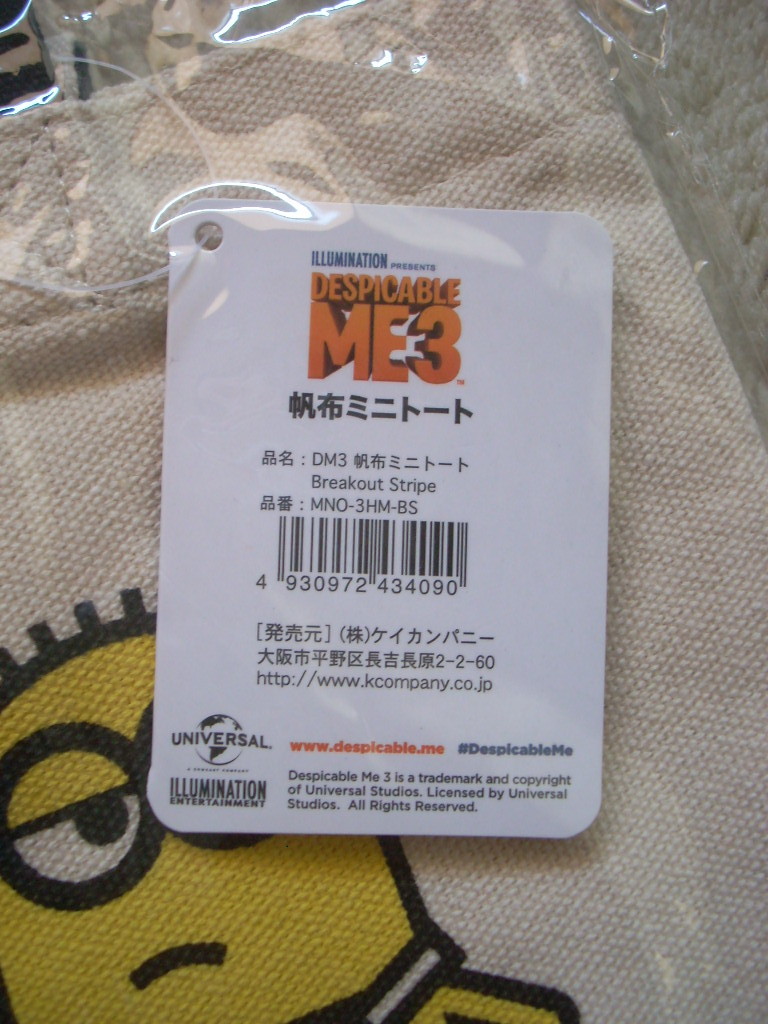 ILLUMINATION PRESENTS
DESPICABLE
ME3™
帆布ミニトート
品名：DM3 帆布ミニトート
Breakout Stripe
品番：MNO-3HM-BS
4 930972 434090
［発売元］(株)ケイカンパニー
大阪市平野区長吉長原2-2-60
http://www.kcompany.co.jp
UNIVERSAL
A COMCAST COMPANY
ILLUMINATION
ENTERTAINMENT
www.despicable.me #DespicableMe
Despicable Me 3 is a trademark and copyright
of Universal Studios. Licensed by Universal
Studios. All Rights Reserved.